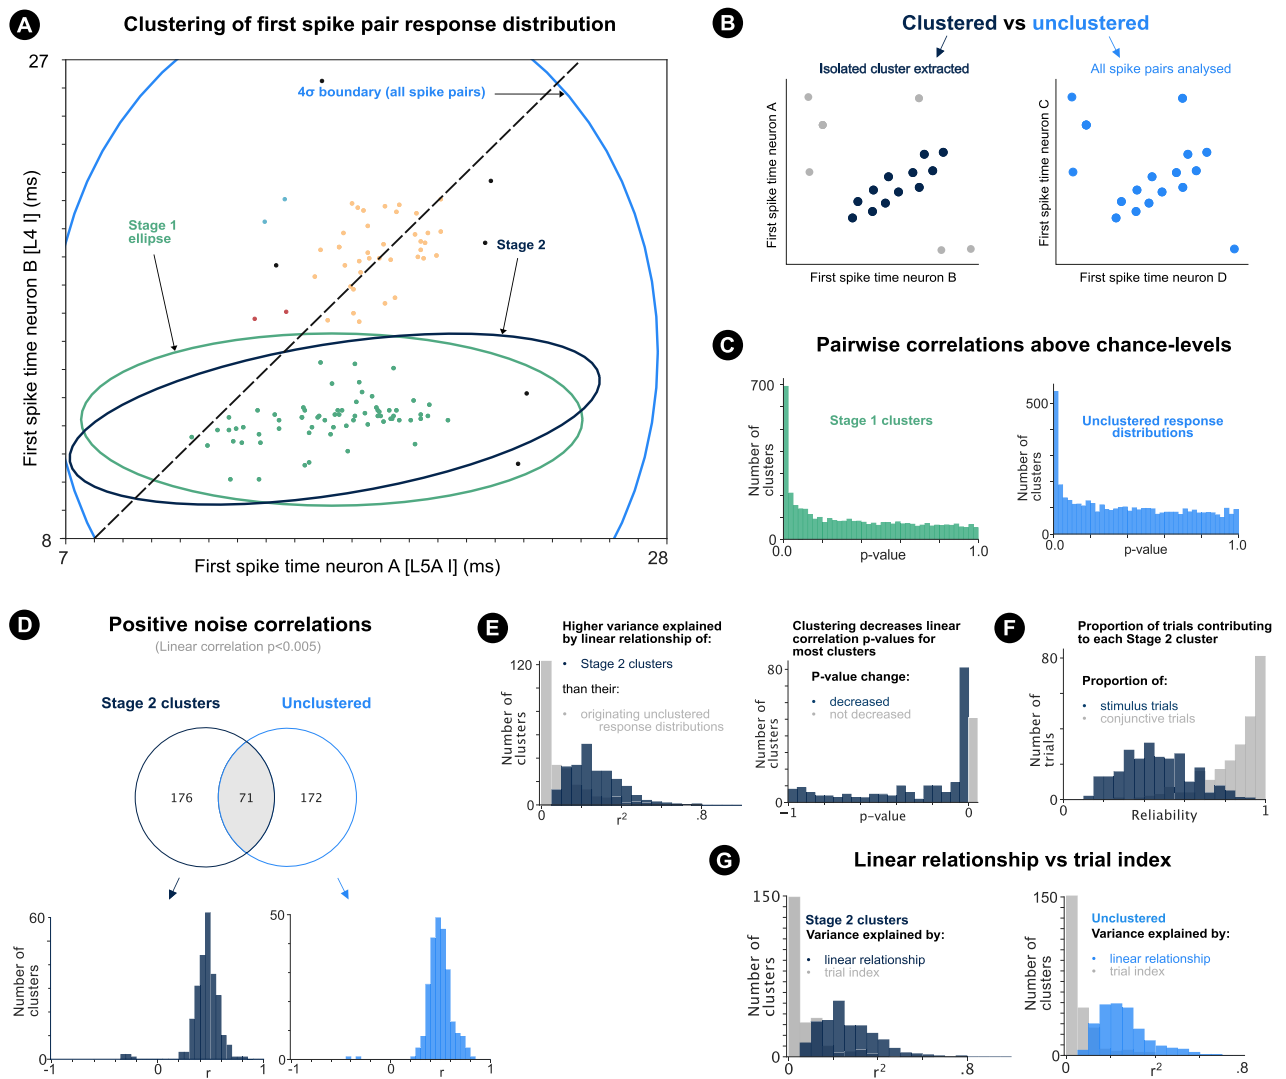 A
Clustering of first spike pair response distribution
27
4σ boundary (all spike pairs)
Stage 1
ellipse
Stage 2
First spike time neuron B [L4 I] (ms)
8
7
28
First spike time neuron A [L5A I] (ms)
B
Clustered vs unclustered
Isolated cluster extracted
All spike pairs analysed
First spike time neuron A
First spike time neuron B
First spike time neuron C
First spike time neuron D
C
Pairwise correlations above chance-levels
700
Stage 1 clusters
Number of
clusters
0
0.0
1.0
p-value
500
Unclustered response
distributions
Number of
clusters
0
0.0
1.0
p-value
D
Positive noise correlations
(Linear correlation p<0.005)
Stage 2 clusters
Unclustered
176
71
172
60
Number of
clusters
0
-1
0
1
r
50
0
-1
0
1
r
E
Higher variance explained
by linear relationship of:
• Stage 2 clusters
than their:
• originating unclustered
response distributions
120
Number of
clusters
0
0
.8
r²
Clustering decreases linear
correlation p-values for
most clusters
80
P-value change:
• decreased
• not decreased
Number of
clusters
0
−1
0
p−value
F
Proportion of trials contributing
to each Stage 2 cluster
80
Proportion of:
• stimulus trials
• conjunctive trials
Number of
trials
0
0
1
Reliability
G
Linear relationship vs trial index
150
Stage 2 clusters
Variance explained by:
• linear relationship
• trial index
Number of
clusters
0
0
.8
r²
150
Unclustered
Variance explained by:
• linear relationship
• trial index
Number of
clusters
0
0
.8
r²